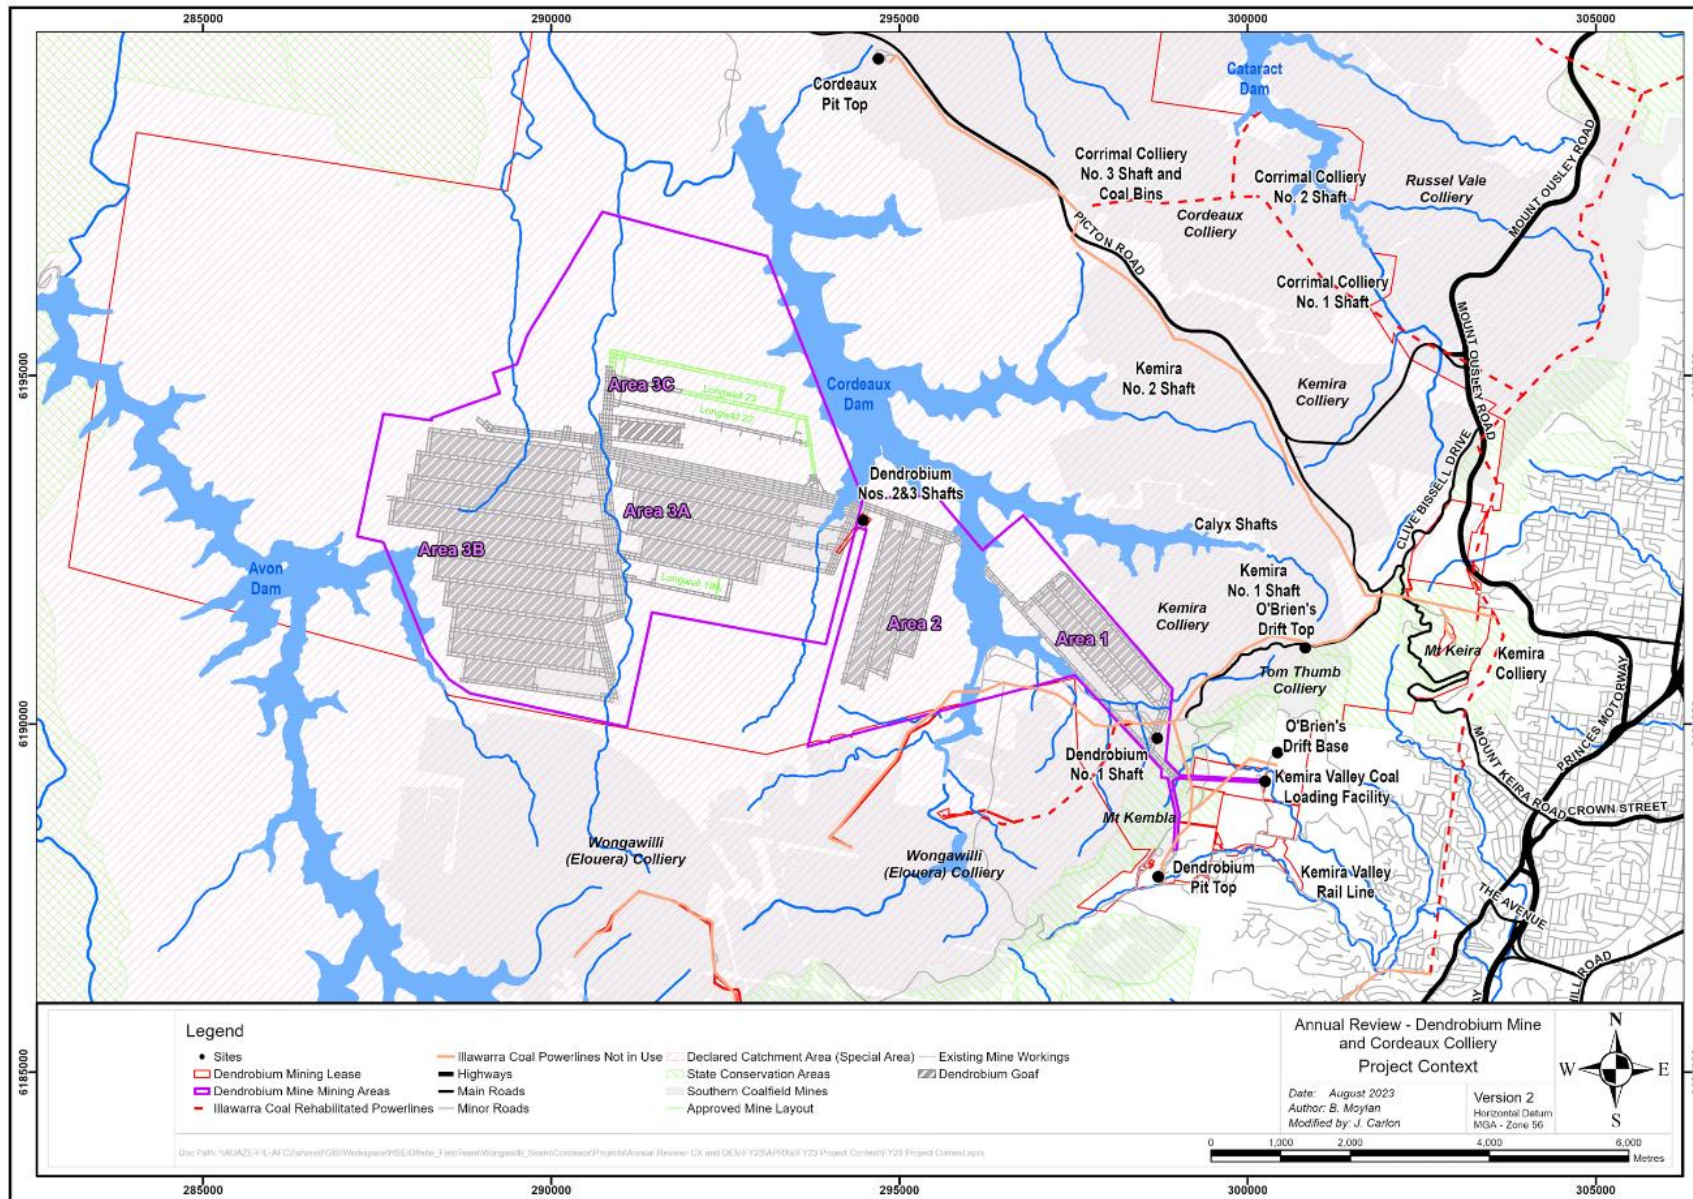 285000
290000
295000
300000
305000
Cordeaux
Pit Top
Cataract
Dam
MOUNT OUSLEY ROAD
Corrimal Colliery
No. 3 Shaft and
Coal Bins
Corrimal Colliery
No. 2 Shaft
Russel Vale
Colliery
Cordeaux
Colliery
PICTON ROAD
Corrimal Colliery
No. 1 Shaft
MOUNT OUSLEY ROAD
6195000
Area 3C
Longwall 23
Longwall 22
Cordeaux
Dam
Kemira
No. 2 Shaft
Kemira
Colliery
CLIVE BISSELL DRIVE
Dendrobium
Nos. 2&3 Shafts
Area 3A
Area 3B
Calyx Shafts
Avon
Dam
Longwall 19A
Kemira
No. 1 Shaft
O'Brien's
Drift Top
Kemira
Colliery
Area 2
Area 1
Mt Keira
Kemira
Colliery
Tom Thumb
Colliery
6190000
PRINCES MOTORWAY
O'Brien's
Drift Base
Dendrobium
No. 1 Shaft
Kemira Valley Coal
Loading Facility
MOUNT KEIRA ROAD
CROWN STREET
Mt Kembla
Wongawilli
(Elouera) Colliery
Wongawilli
(Elouera) Colliery
Dendrobium
Pit Top
Kemira Valley
Rail Line
THE AVENUE
HILL ROAD
6185000
Legend
Sites
Dendrobium Mining Lease
Dendrobium Mine Mining Areas
Illawarra Coal Rehabilitated Powerlines
Illawarra Coal Powerlines Not in Use
Highways
Main Roads
Minor Roads
Declared Catchment Area (Special Area)
State Conservation Areas
Southern Coalfield Mines
Approved Mine Layout
Existing Mine Workings
Dendrobium Goaf
Annual Review - Dendrobium Mine
and Cordeaux Colliery
Project Context
Date: August 2023
Author: B. Moylan
Modified by: J. Carlon
Version 2
Horizontal Datum
MGA - Zone 56
N
W
E
S
0
1,000
2,000
4,000
6,000
Metres
285000
290000
295000
300000
305000